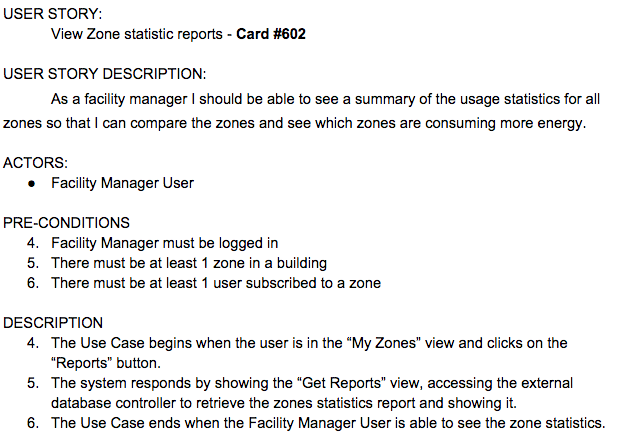 USER STORY:
View Zone statistic reports - Card #602
USER STORY DESCRIPTION:
As a facility manager I should be able to see a summary of the usage statistics for all
zones so that I can compare the zones and see which zones are consuming more energy.
ACTORS:
● Facility Manager User
PRE-CONDITIONS
4. Facility Manager must be logged in
5. There must be at least 1 zone in a building
6. There must be at least 1 user subscribed to a zone
DESCRIPTION
4. The Use Case begins when the user is in the “My Zones” view and clicks on the
“Reports” button.
5. The system responds by showing the “Get Reports” view, accessing the external
database controller to retrieve the zones statistics report and showing it.
6. The Use Case ends when the Facility Manager User is able to see the zone statistics.